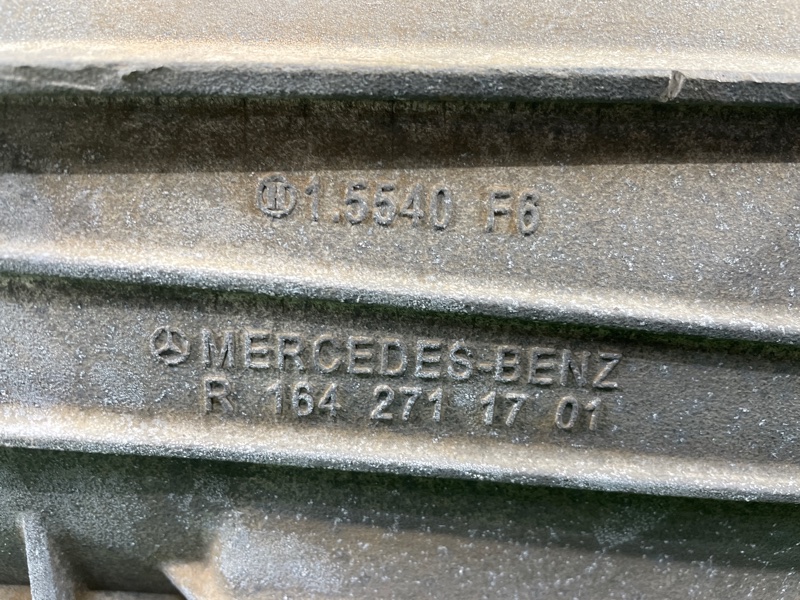 1.5540 F6
MERCEDES-BENZ
R 164 271 17 01